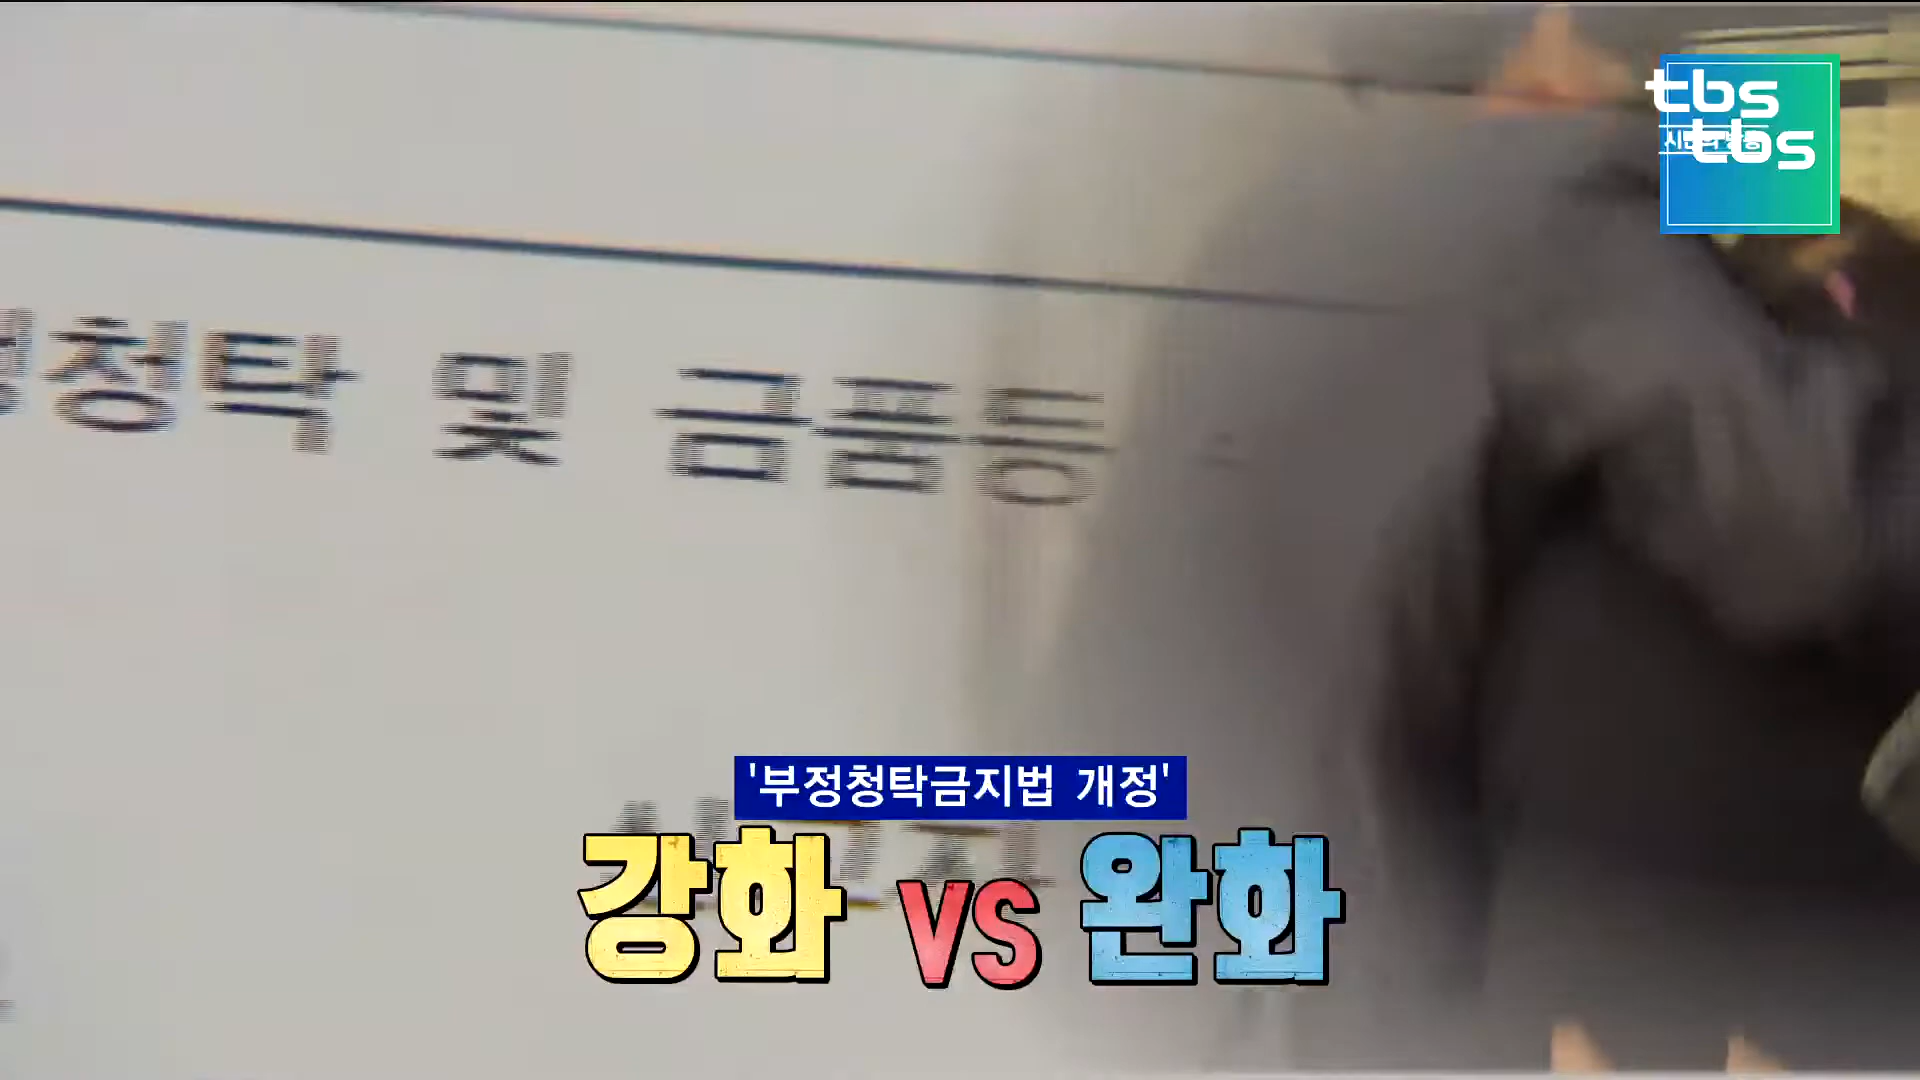 tbs
tbs
청탁 및 금품등
'부정청탁금지법 개정'
강화 vs 완화